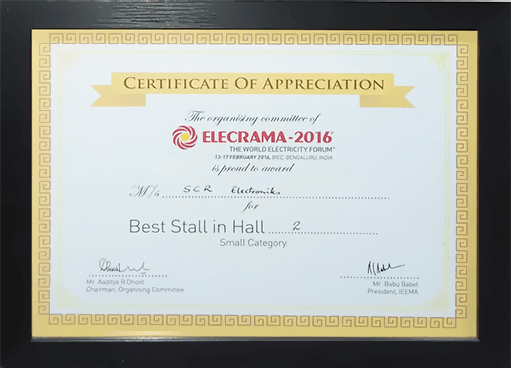 CERTIFICATE OF APPRECIATION
The organising committee of
ELECRAMA-2016®
THE WORLD ELECTRICITY FORUM™
13-17 FEBRUARY 2016, BIEC, BENGALURU, INDIA
is proud to award
M/s SCR Elektroniks
for
Best Stall in Hall 2
Small Category
Mr. Aaditya R Dhoot
Chairman, Organising Committee
Mr. Babu Babel
President, IEEMA